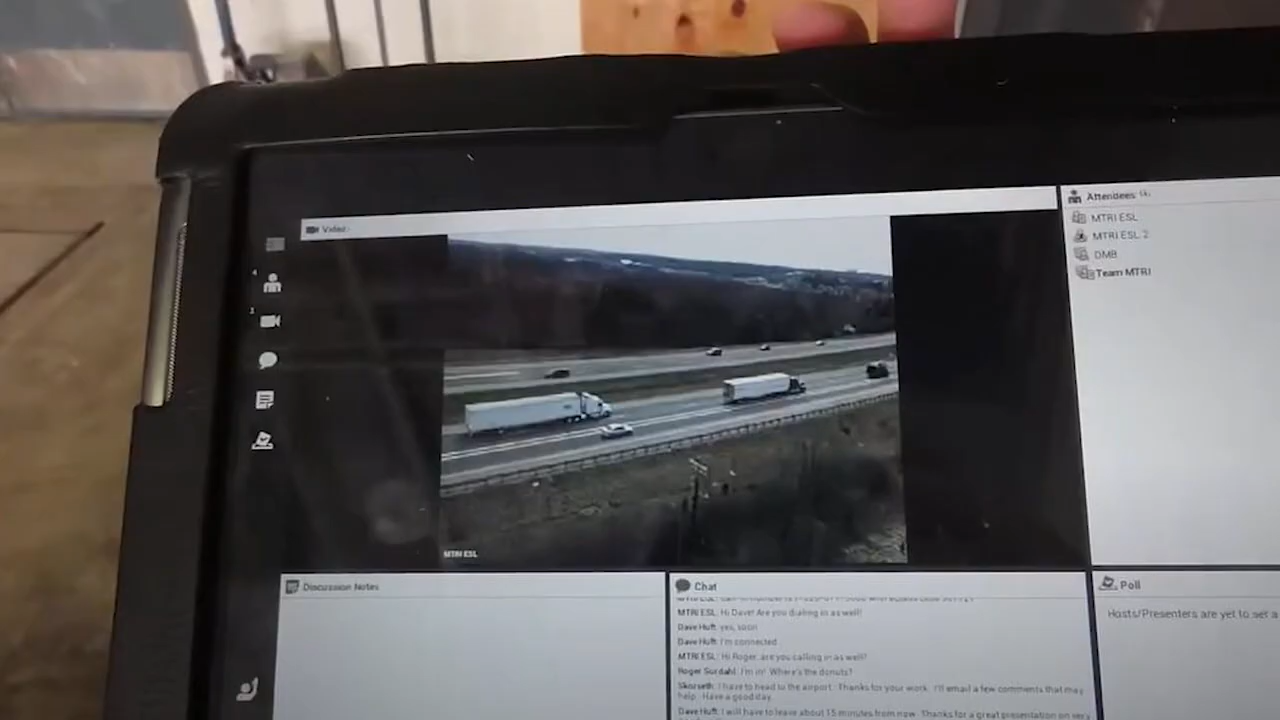 Video
Attendees (4)
MTRI ESL
MTRI ESL 2
DMB
Team MTRI
4
MTRI ESL
Discussion Notes
Chat
MTRI ESL: Hi Dave! Are you dialing in as well?
Dave Huft: yes, soon
Dave Huft: I'm connected
MTRI ESL: Hi Roger, are you calling in as well?
Roger Surdahl: I'm in! Where's the donuts?
Skorseth: I have to head to the airport. Thanks for your work. I'll email a few comments that may
help. Have a good day.
Dave Huft: I will have to leave about 15 minutes from now. Thanks for a great presentation on very
Poll
Hosts/Presenters are yet to set a